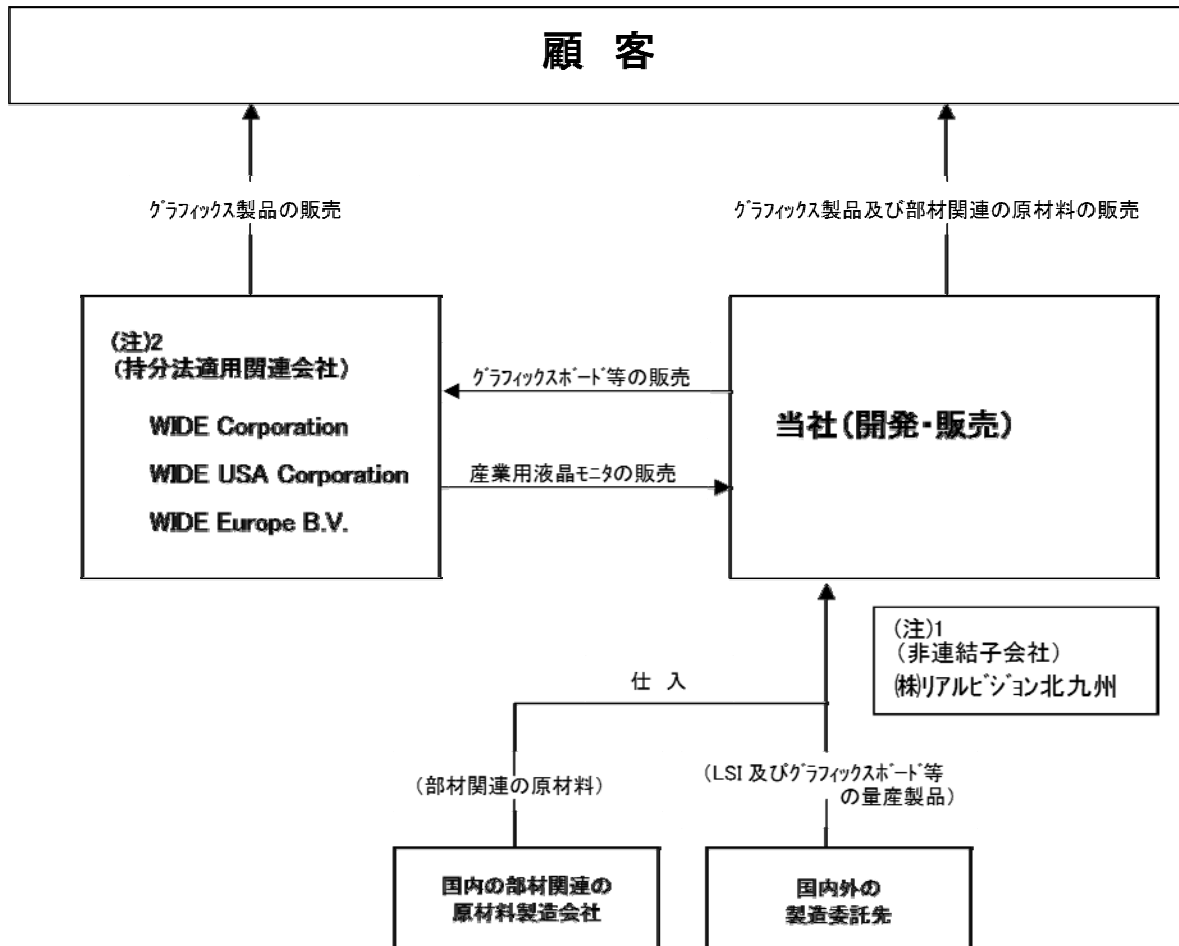 顧 客
グラフィックス製品の販売
グラフィックス製品及び部材関連の原材料の販売
(注)2
(持分法適用関連会社)
WIDE Corporation
WIDE USA Corporation
WIDE Europe B.V.
グラフィックスボード等の販売
産業用液晶モニタの販売
当社(開発・販売)
(注)1
(非連結子会社)
㈱リアルビジョン北九州
仕 入
(部材関連の原材料)
(LSI 及びグラフィックスボード等
の量産製品)
国内の部材関連の
原材料製造会社
国内外の
製造委託先